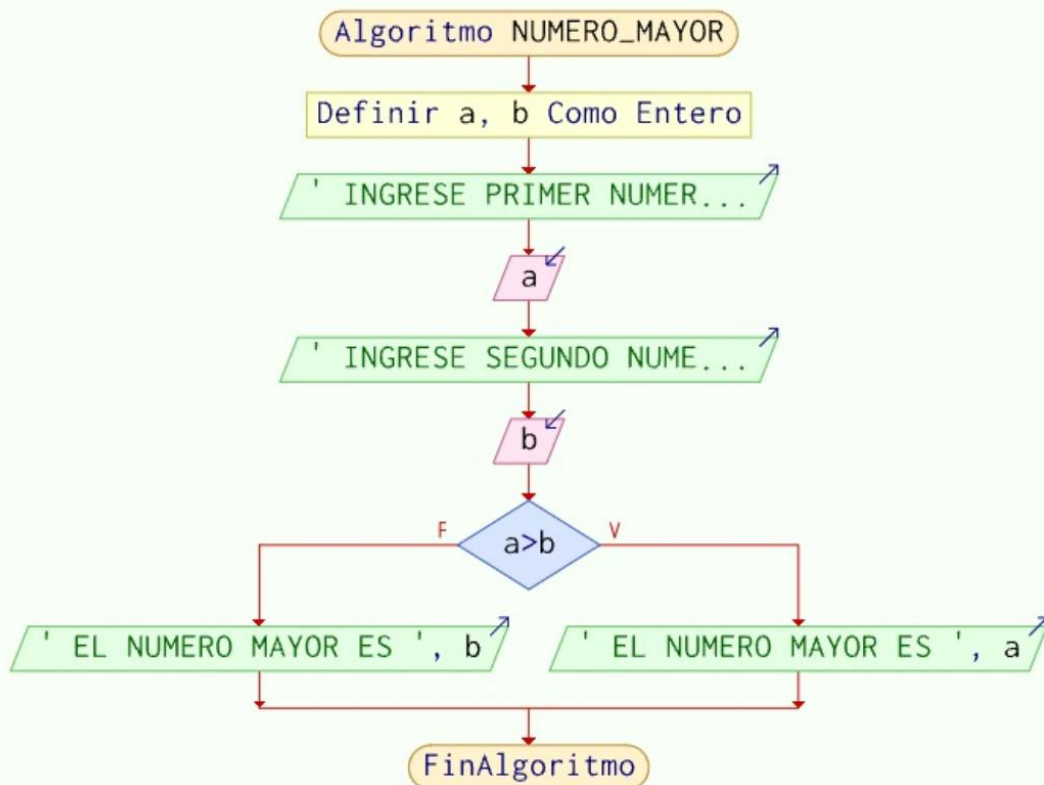 Algoritmo NUMERO_MAYOR
Definir a, b Como Entero
' INGRESE PRIMER NUMER...
a
' INGRESE SEGUNDO NUME...
b
F
a>b
V
' EL NUMERO MAYOR ES ', b
' EL NUMERO MAYOR ES ', a
FinAlgoritmo